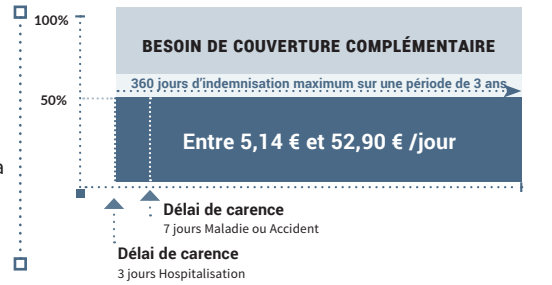 100%
BESOIN DE COUVERTURE COMPLÉMENTAIRE
360 jours d'indemnisation maximum sur une période de 3 ans
50%
Entre 5,14 € et 52,90 € /jour
a
Délai de carence
7 jours Maladie ou Accident
Délai de carence
3 jours Hospitalisation